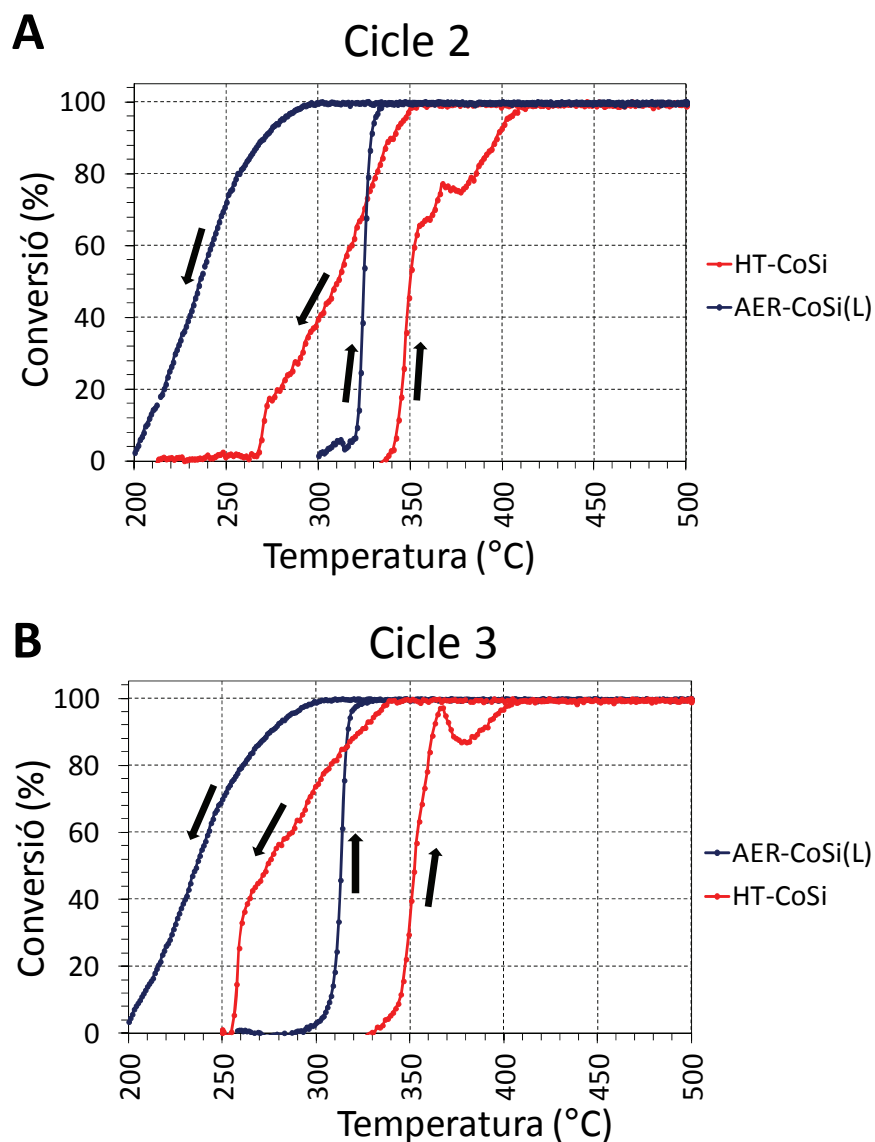 A
Cicle 2
100
80
60
40
20
0
Conversió (%)
200
250
300
350
400
450
500
Temperatura (°C)
HT-CoSi
AER-CoSi(L)
B
Cicle 3
100
80
60
40
20
0
Conversió (%)
200
250
300
350
400
450
500
Temperatura (°C)
AER-CoSi(L)
HT-CoSi